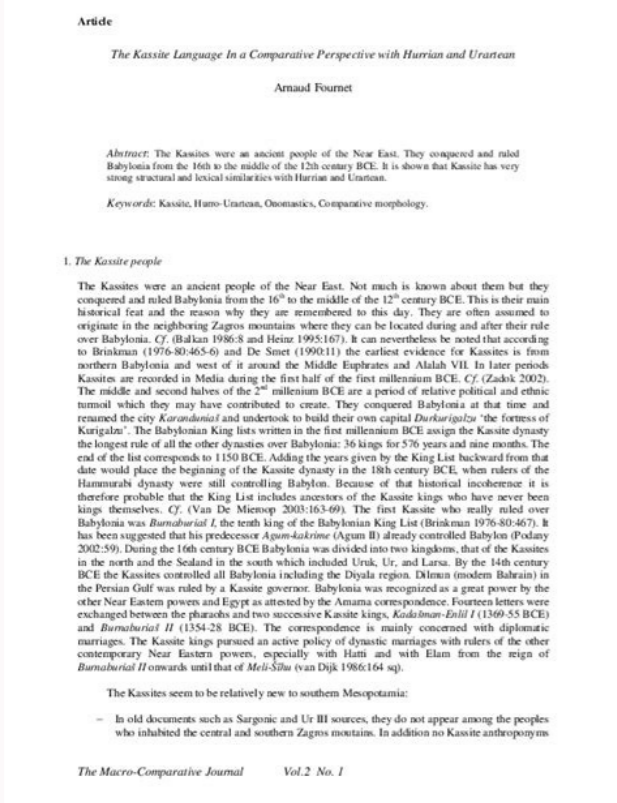 Article
The Kassite Language In a Comparative Perspective with Hurrian and Urartean
Arnaud Fournet
Abstract: The Kassites were an ancient people of the Near East. They conquered and ruled
Babylonia from the 16th to the middle of the 12th century BCE. It is shown that Kassite has very
strong structural and lexical similarities with Hurrian and Urartean.
Keywords: Kassite, Hurro-Urartean, Onomastics, Comparative morphology.
1. The Kassite people
The Kassites were an ancient people of the Near East. Not much is known about them but they
conquered and ruled Babylonia from the 16th to the middle of the 12th century BCE. This is their main
historical feat and the reason why they are remembered to this day. They are often assumed to
originate in the neighboring Zagros mountains where they can be located during and after their rule
over Babylonia. Cf. (Balkan 1986:8 and Heinz 1995:167). It can nevertheless be noted that according
to Brinkman (1976-80:465-6) and De Smet (1990:11) the earliest evidence for Kassites is from
northern Babylonia and west of it around the Middle Euphrates and Alalah VII. In later periods
Kassites are recorded in Media during the first half of the first millennium BCE. Cf. (Zadok 2002).
The middle and second halves of the 2nd millenium BCE are a period of relative political and ethnic
turmoil which they may have contributed to create. They conquered Babylonia at that time and
renamed the city Karanduniaš and undertook to build their own capital Durkurigalzu ‘the fortress of
Kurigalzu’. The Babylonian King lists written in the first millennium BCE assign the Kassite dynasty
the longest rule of all the other dynasties over Babylonia: 36 kings for 576 years and nine months. The
end of the list corresponds to 1150 BCE. Adding the years given by the King List backward from that
date would place the beginning of the Kassite dynasty in the 18th century BCE, when rulers of the
Hammurabi dynasty were still controlling Babylon. Because of that historical incoherence it is
therefore probable that the King List includes ancestors of the Kassite kings who have never been
kings themselves. Cf. (Van De Mieroop 2003:163-69). The first Kassite who really ruled over
Babylonia was Burnaburiaš I, the tenth king of the Babylonian King List (Brinkman 1976-80:467). It
has been suggested that his predecessor Agum-kakrime (Agum II) already controlled Babylon (Podany
2002:59). During the 16th century BCE Babylonia was divided into two kingdoms, that of the Kassites
in the north and the Sealand in the south which included Uruk, Ur, and Larsa. By the 14th century
BCE the Kassites controlled all Babylonia including the Diyala region. Dilmun (modern Bahrain) in
the Persian Gulf was ruled by a Kassite governor. Babylonia was recognized as a great power by the
other Near Eastern powers and Egypt as attested by the Amarna correspondence. Fourteen letters were
exchanged between the pharaohs and two successive Kassite kings, Kadašman-Enlil I (1369-55 BCE)
and Burnaburiaš II (1354-28 BCE). The correspondence is mainly concerned with diplomatic
marriages. The Kassite kings pursued an active policy of dynastic marriages with rulers of the other
contemporary Near Eastern powers, especially with Hatti and with Elam from the reign of
Burnaburiaš II onwards until that of Meli-Šihu (van Dijk 1986:164 sq).
The Kassites seem to be relatively new to southern Mesopotamia:
– In old documents such as Sargonic and Ur III sources, they do not appear among the peoples
who inhabited the central and southern Zagros moutains. In addition no Kassite anthroponyms
The Macro-Comparative Journal Vol.2 No. 1